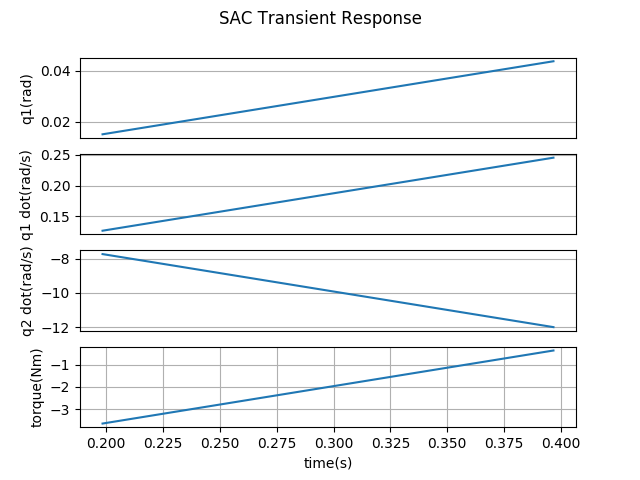 SAC Transient Response
q1(rad)
0.04
0.02
q1 dot(rad/s)
0.25
0.20
0.15
q2 dot(rad/s)
−8
−10
−12
torque(Nm)
−1
−2
−3
0.200 0.225 0.250 0.275 0.300 0.325 0.350 0.375 0.400
time(s)